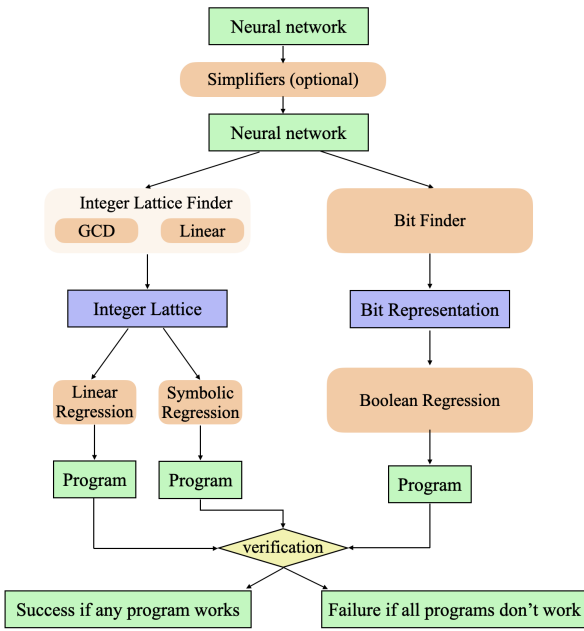 Neural network
Simplifiers (optional)
Neural network
Integer Lattice Finder
GCD
Linear
Bit Finder
Integer Lattice
Bit Representation
Linear
Regression
Symbolic
Regression
Boolean Regression
Program
Program
Program
verification
Success if any program works
Failure if all programs don’t work